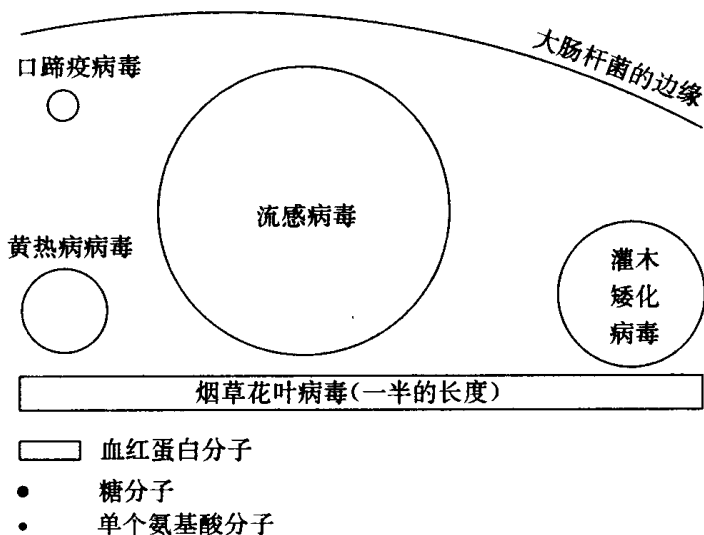 大肠杆菌的边缘
口蹄疫病毒
流感病毒
黄热病病毒
灌木
矮化
病毒
烟草花叶病毒(一半的长度)
血红蛋白分子
糖分子
单个氨基酸分子